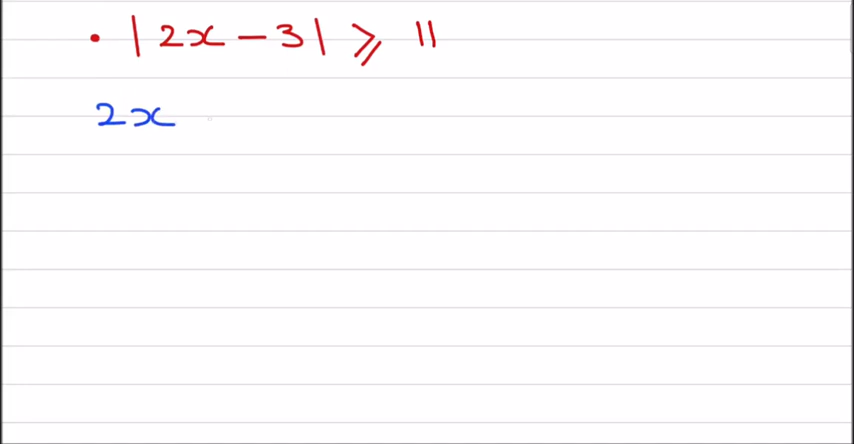 • |2x - 3| ⩾ 11
2x